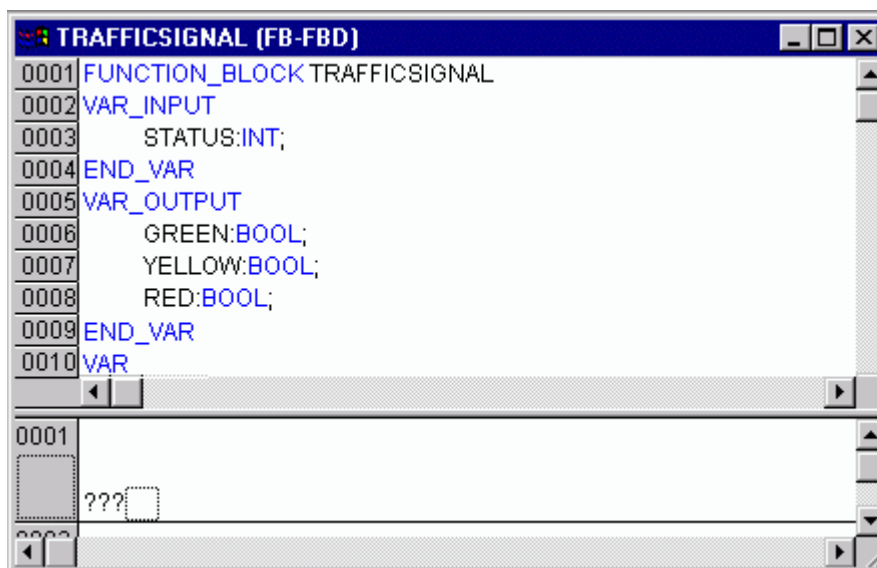 TRAFFICSIGNAL (FB-FBD)
0001 FUNCTION_BLOCK TRAFFICSIGNAL
0002 VAR_INPUT
0003 STATUS:INT;
0004 END_VAR
0005 VAR_OUTPUT
0006 GREEN:BOOL;
0007 YELLOW:BOOL;
0008 RED:BOOL;
0009 END_VAR
0010 VAR
0001
???